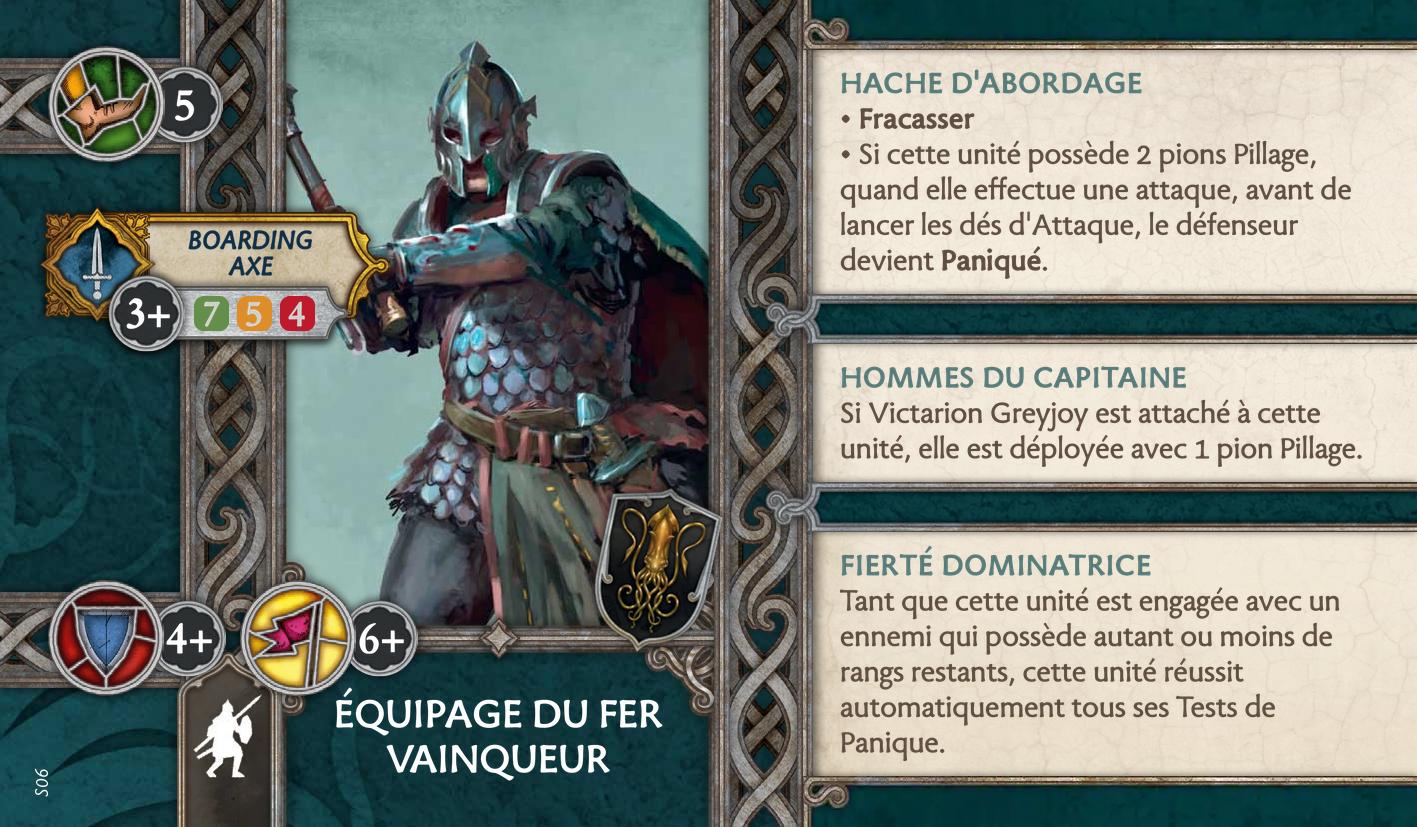 5
BOARDING
AXE
3+ 7 5 4
4+ 6+
ÉQUIPAGE DU FER
VAINQUEUR
S06
HACHE D'ABORDAGE
• Fracasser
• Si cette unité possède 2 pions Pillage,
quand elle effectue une attaque, avant de
lancer les dés d'Attaque, le défenseur
devient Paniqué.
HOMMES DU CAPITAINE
Si Victarion Greyjoy est attaché à cette
unité, elle est déployée avec 1 pion Pillage.
FIERTÉ DOMINATRICE
Tant que cette unité est engagée avec un
ennemi qui possède autant ou moins de
rangs restants, cette unité réussit
automatiquement tous ses Tests de
Panique.